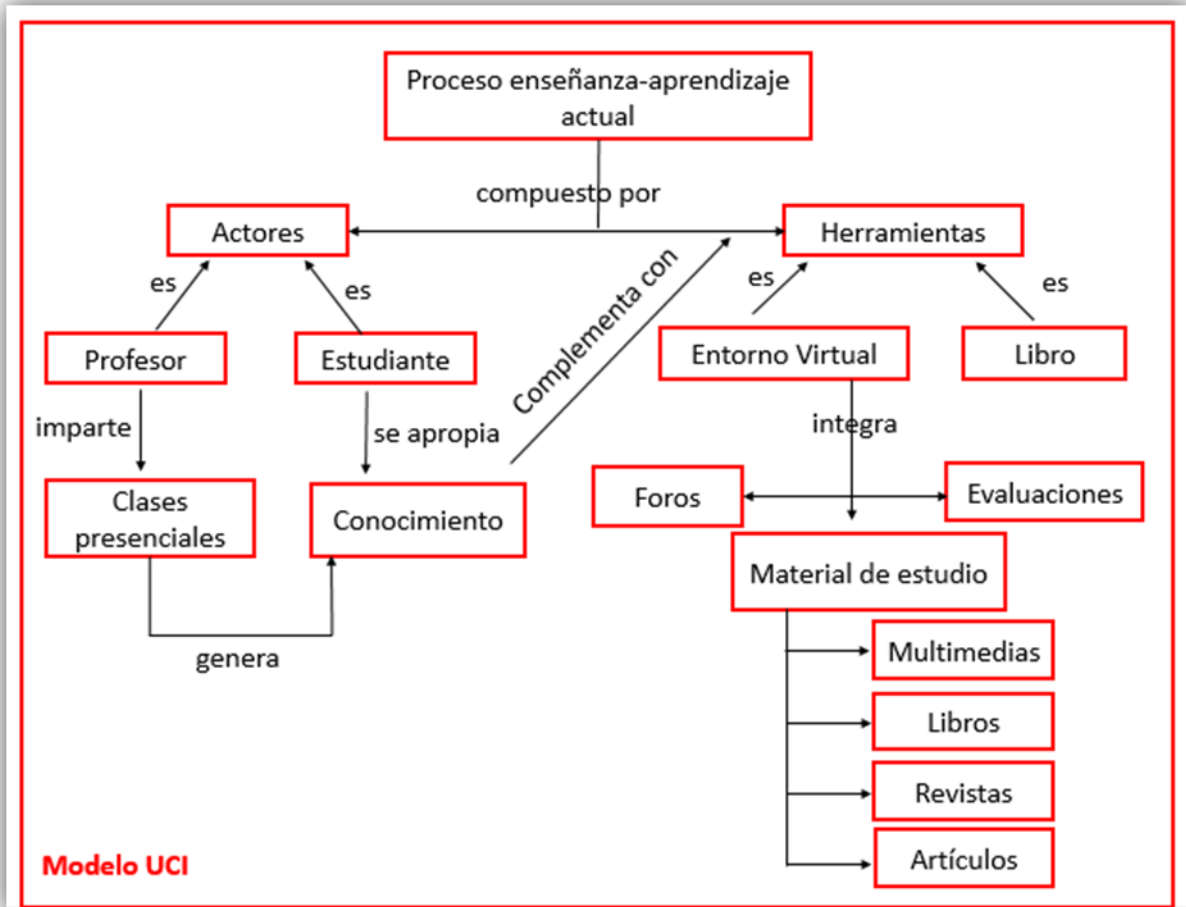 Proceso enseñanza-aprendizaje
actual
compuesto por
Actores
Herramientas
es
es
Complementa con
es
es
Profesor
Estudiante
Entorno Virtual
Libro
imparte
se apropia
integra
Clases
presenciales
Conocimiento
Foros
Evaluaciones
Material de estudio
genera
Multimedias
Libros
Revistas
Artículos
Modelo UCI